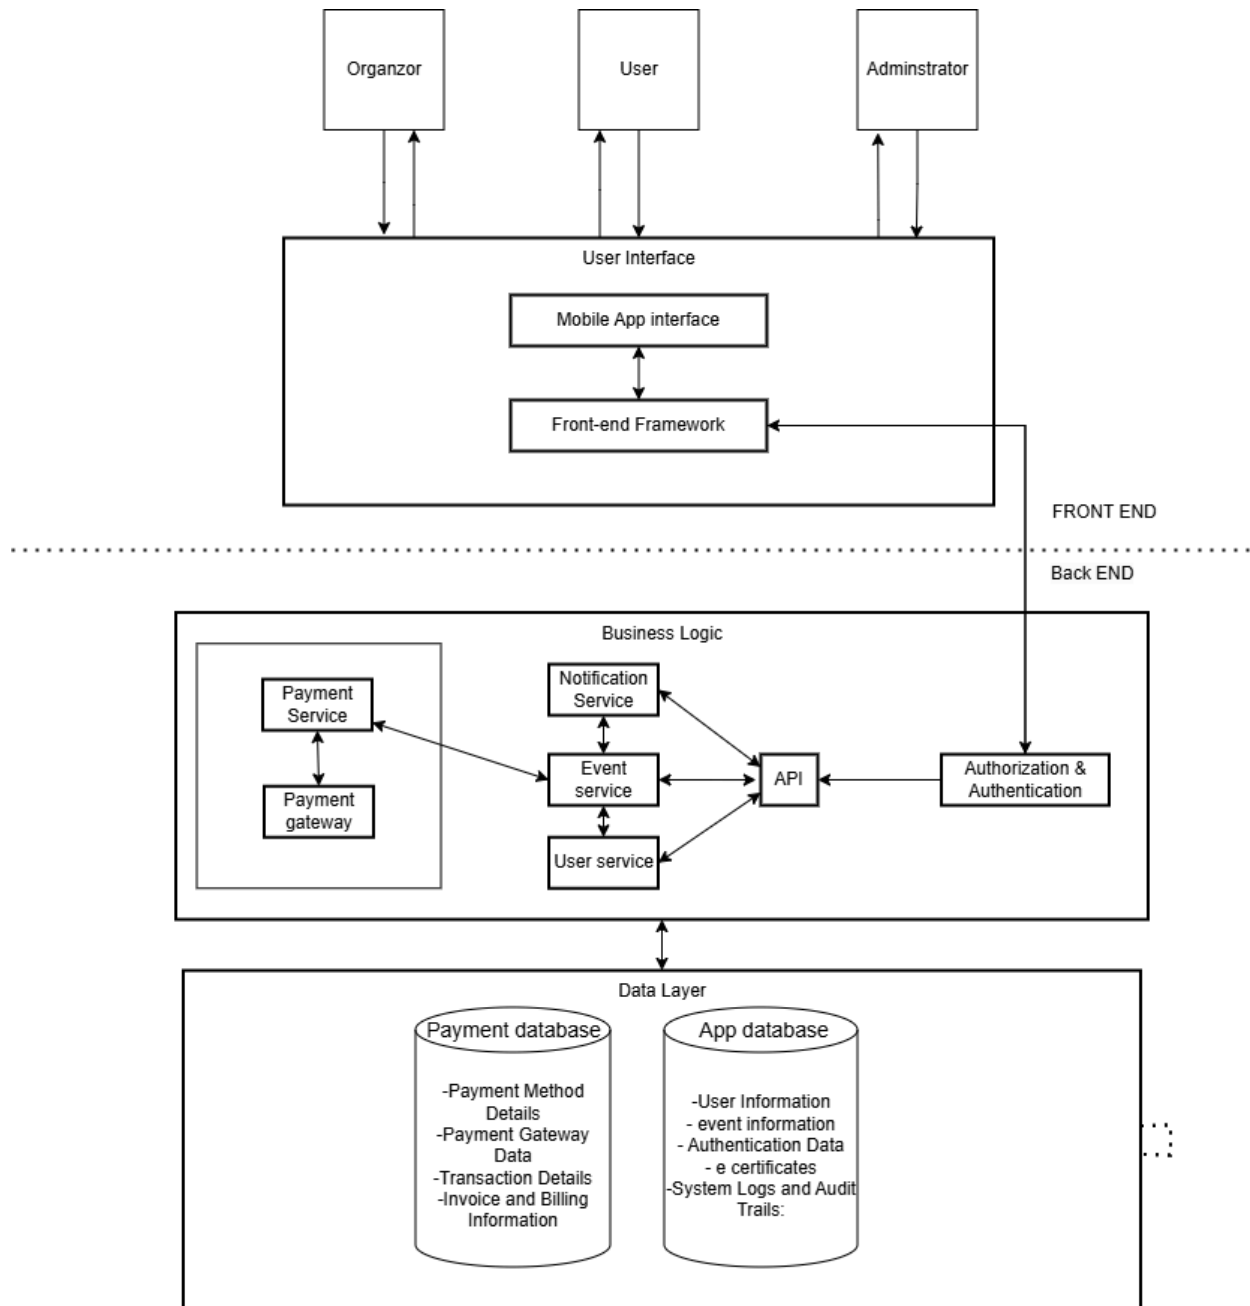 Organzor
User
Adminstrator
User Interface
Mobile App interface
Front-end Framework
FRONT END
Back END
Business Logic
Payment
Service
Payment
gateway
Notification
Service
Event
service
User service
API
Authorization &
Authentication
Data Layer
Payment database
-Payment Method
Details
-Payment Gateway
Data
-Transaction Details
-Invoice and Billing
Information
App database
-User Information
- event information
- Authentication Data
- e certificates
-System Logs and Audit
Trails: